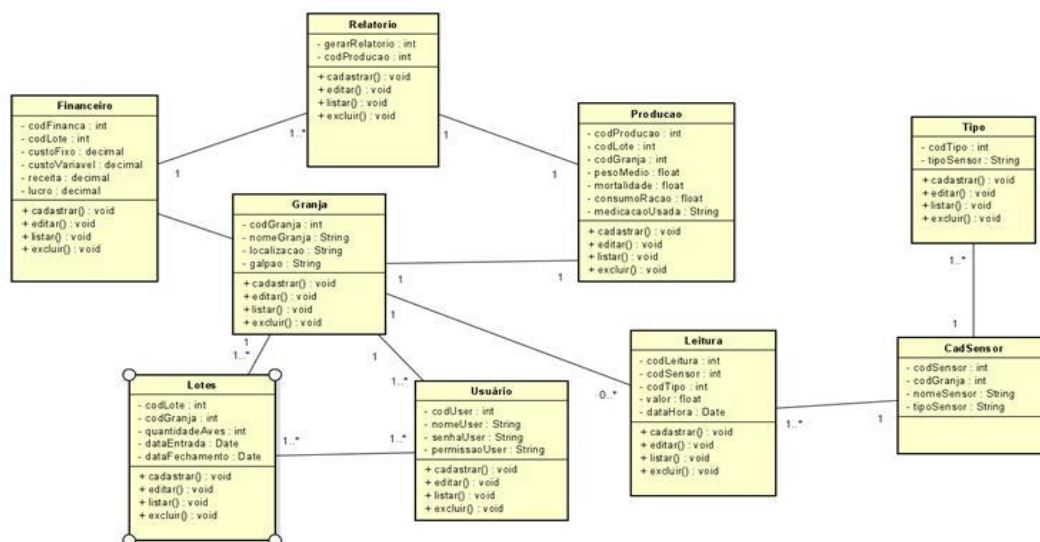 Relatorio
- gerarRelatorio : int
- codProducao : int
+ cadastrar() : void
+ editar() : void
+ listar() : void
+ excluir() : void
Financeiro
- codFinanca : int
- codLote : int
- custoFixo : decimal
- custoVariavel : decimal
- receita : decimal
- lucro : decimal
+ cadastrar() : void
+ editar() : void
+ listar() : void
+ excluir() : void
1..*
1
1
1
Producao
- codProducao : int
- codLote : int
- codGranja : int
- pesoMedio : float
- mortalidade : float
- consumoRacao : float
- medicacaoUsada : String
+ cadastrar() : void
+ editar() : void
+ listar() : void
+ excluir() : void
Tipo
- codTipo : int
- tipoSensor : String
+ cadastrar() : void
+ editar() : void
+ listar() : void
+ excluir() : void
1..*
1
Granja
- codGranja : int
- nomeGranja : String
- localizacao : String
- galpao : String
+ cadastrar() : void
+ editar() : void
+ listar() : void
+ excluir() : void
1
1
1
1
1..*
1
1..*
0..*
Lotes
- codLote : int
- codGranja : int
- quantidadeAves : int
- dataEntrada : Date
- dataFechamento : Date
+ cadastrar() : void
+ editar() : void
+ listar() : void
+ excluir() : void
1..*
1..*
Usuário
- codUser : int
- nomeUser : String
- senhaUser : String
- permissaoUser : String
+ cadastrar() : void
+ editar() : void
+ listar() : void
+ excluir() : void
Leitura
- codLeitura : int
- codSensor : int
- codTipo : int
- valor : float
- dataHora : Date
+ cadastrar() : void
+ editar() : void
+ listar() : void
+ excluir() : void
1..*
1
CadSensor
- codSensor : int
- codGranja : int
- nomeSensor : String
- tipoSensor : String